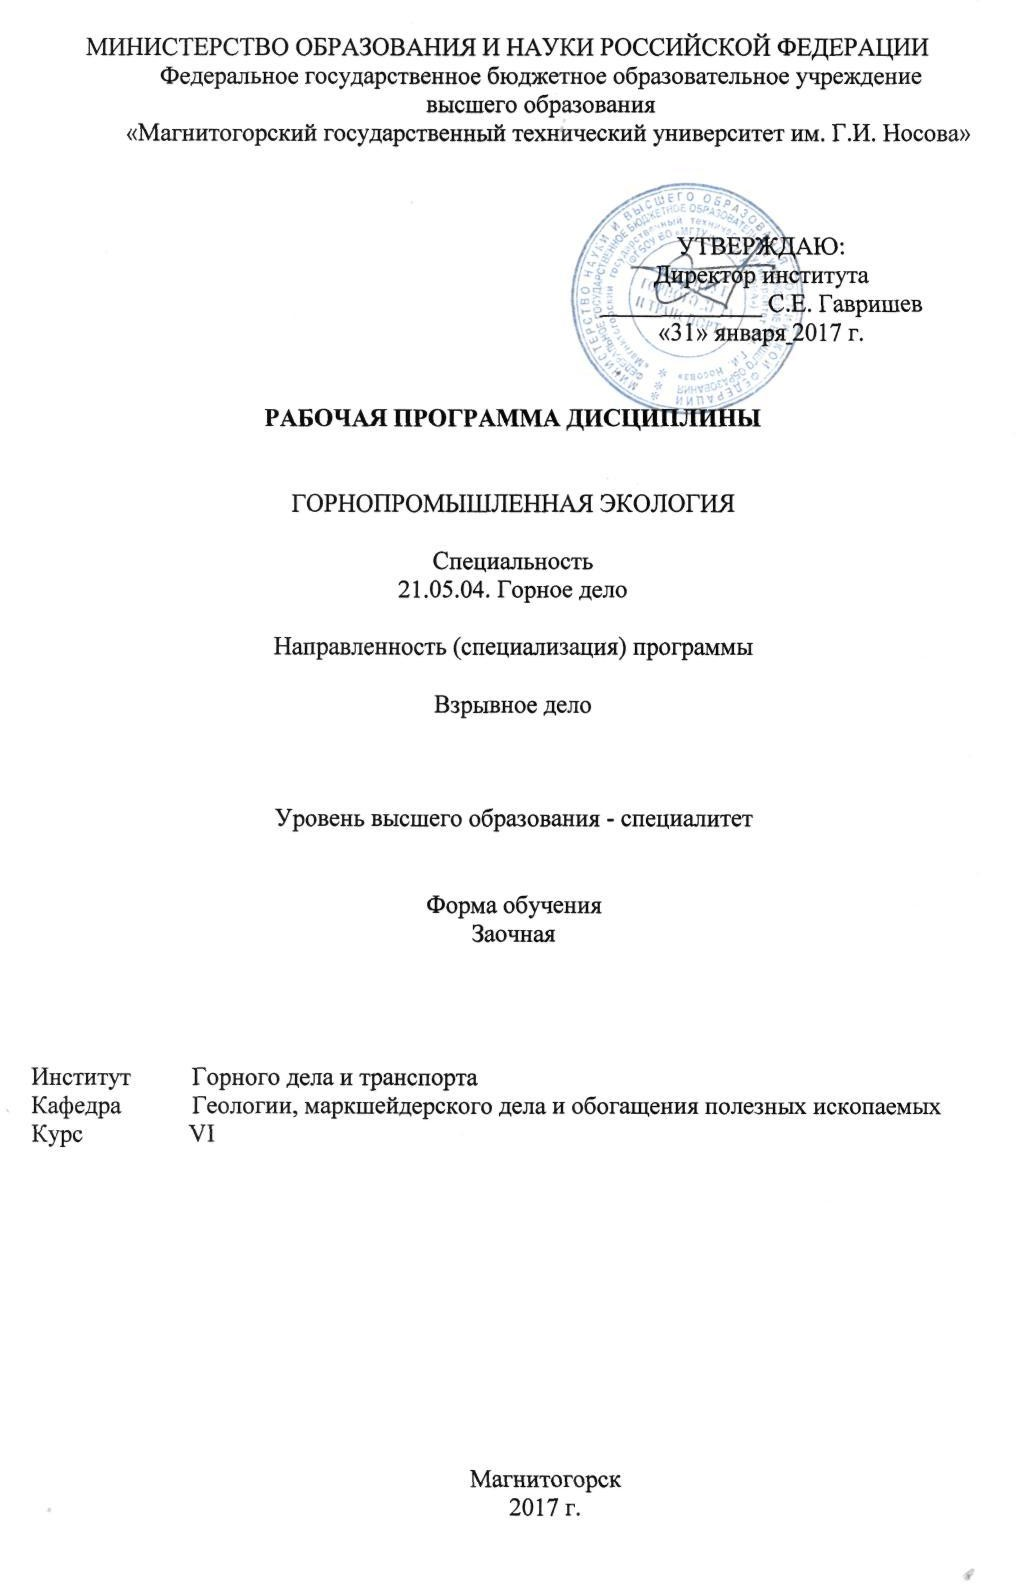 МИНИСТЕРСТВО ОБРАЗОВАНИЯ И НАУКИ РОССИЙСКОЙ ФЕДЕРАЦИИ
Федеральное государственное бюджетное образовательное учреждение
высшего образования
«Магнитогорский государственный технический университет им. Г.И. Носова»
УТВЕРЖДАЮ:
Директор института
С.Е. Гавришев
«31» января 2017 г.
РАБОЧАЯ ПРОГРАММА ДИСЦИПЛИНЫ
ГОРНОПРОМЫШЛЕННАЯ ЭКОЛОГИЯ
Специальность
21.05.04. Горное дело
Направленность (специализация) программы
Взрывное дело
Уровень высшего образования - специалитет
Форма обучения
Заочная
Институт Горного дела и транспорта
Кафедра Геологии, маркшейдерского дела и обогащения полезных ископаемых
Курс VI
Магнитогорск
2017 г.